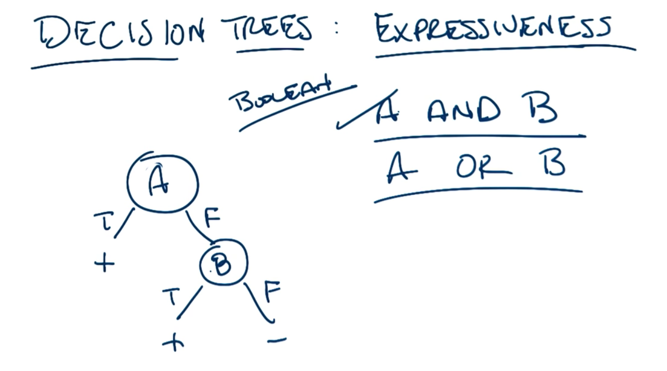 DECISION TREES : EXPRESSIVENESS
BOOLEAN
A AND B
A OR B
A
T F
+ B
T F
+ -